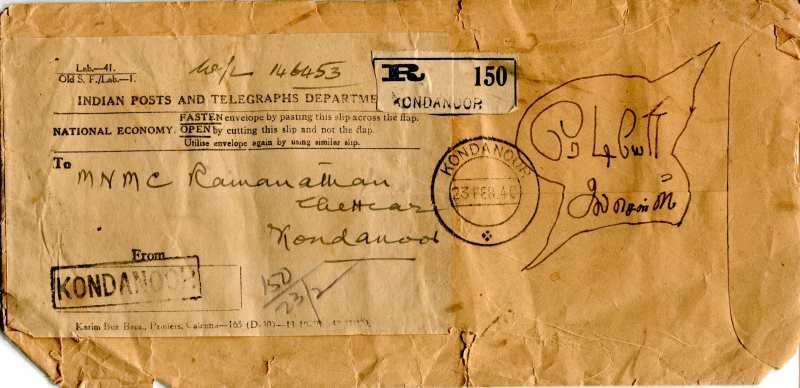 Lab.—41.
Old S. F./Lab.—1.
146453
R 150
KONDANOOR
INDIAN POSTS AND TELEGRAPHS DEPARTME
FASTEN envelope by pasting this slip across the flap.
NATIONAL ECONOMY. OPEN by cutting this slip and not the flap.
Utilise envelope again by using similar slip.
To
M N M C Ramanathan
Chettiar
Kondanoor
KONDANOOR
23 FEB. 46
ரேடியோ
லைசென்ஸ்
From
KONDANOOR
150
23/2
Karim Bux Bros., Printers, Calcutta—165